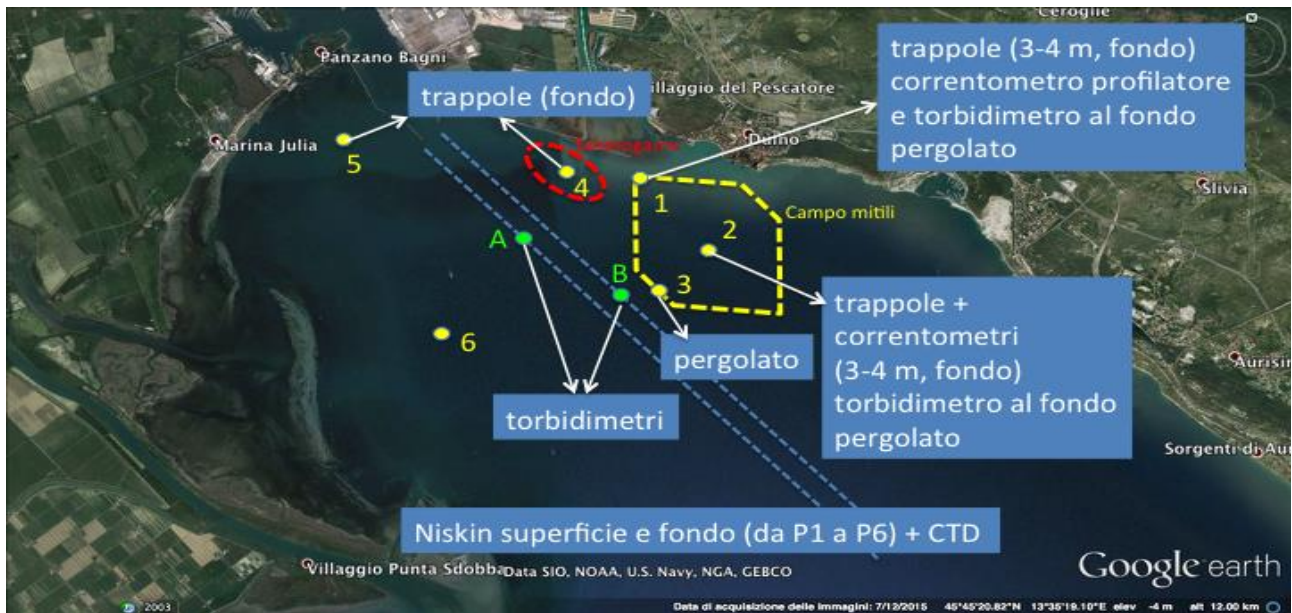 Ceroglie
Panzano Bagni
trappole (3-4 m, fondo)
correntometro profilatore
e torbidimetro al fondo
pergolato
trappole (fondo)
illaggio del Pescatore
Marina Julia
Duino
5
4
1
Slivia
Campo mitili
2
A
B
3
6
trappole +
correntometri
(3-4 m, fondo)
torbidimetro al fondo
pergolato
pergolato
Aurisin
torbidimetri
Sorgenti di Aur
Niskin superficie e fondo (da P1 a P6) + CTD
Villaggio Punta Sdobba
Data SIO, NOAA, U.S. Navy, NGA, GEBCO
Google earth
2003
Data di acquisizione delle immagini: 7/12/2015 45°45'20.82"N 13°35'19.10"E elev -4 m alt 12.00 km